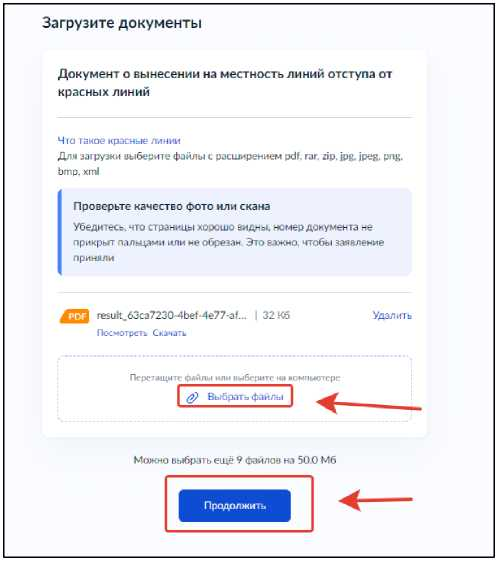 Загрузите документы
Документ о вынесении на местность линий отступа от
красных линий
Что такое красные линии
Для загрузки выберите файлы с расширением pdf, rar, zip, jpg, jpeg, png,
bmp, xml
Проверьте качество фото или скана
Убедитесь, что страницы хорошо видны, номер документа не
прикрыт пальцами или не обрезан. Это важно, чтобы заявление
приняли
PDF result_63ca7230-4bef-4e77-af... | 32 Кб Удалить
Посмотреть Скачать
Перетащите файлы или выберите на компьютере
Выбрать файлы
Можно выбрать ещё 9 файлов на 50.0 Мб
Продолжить